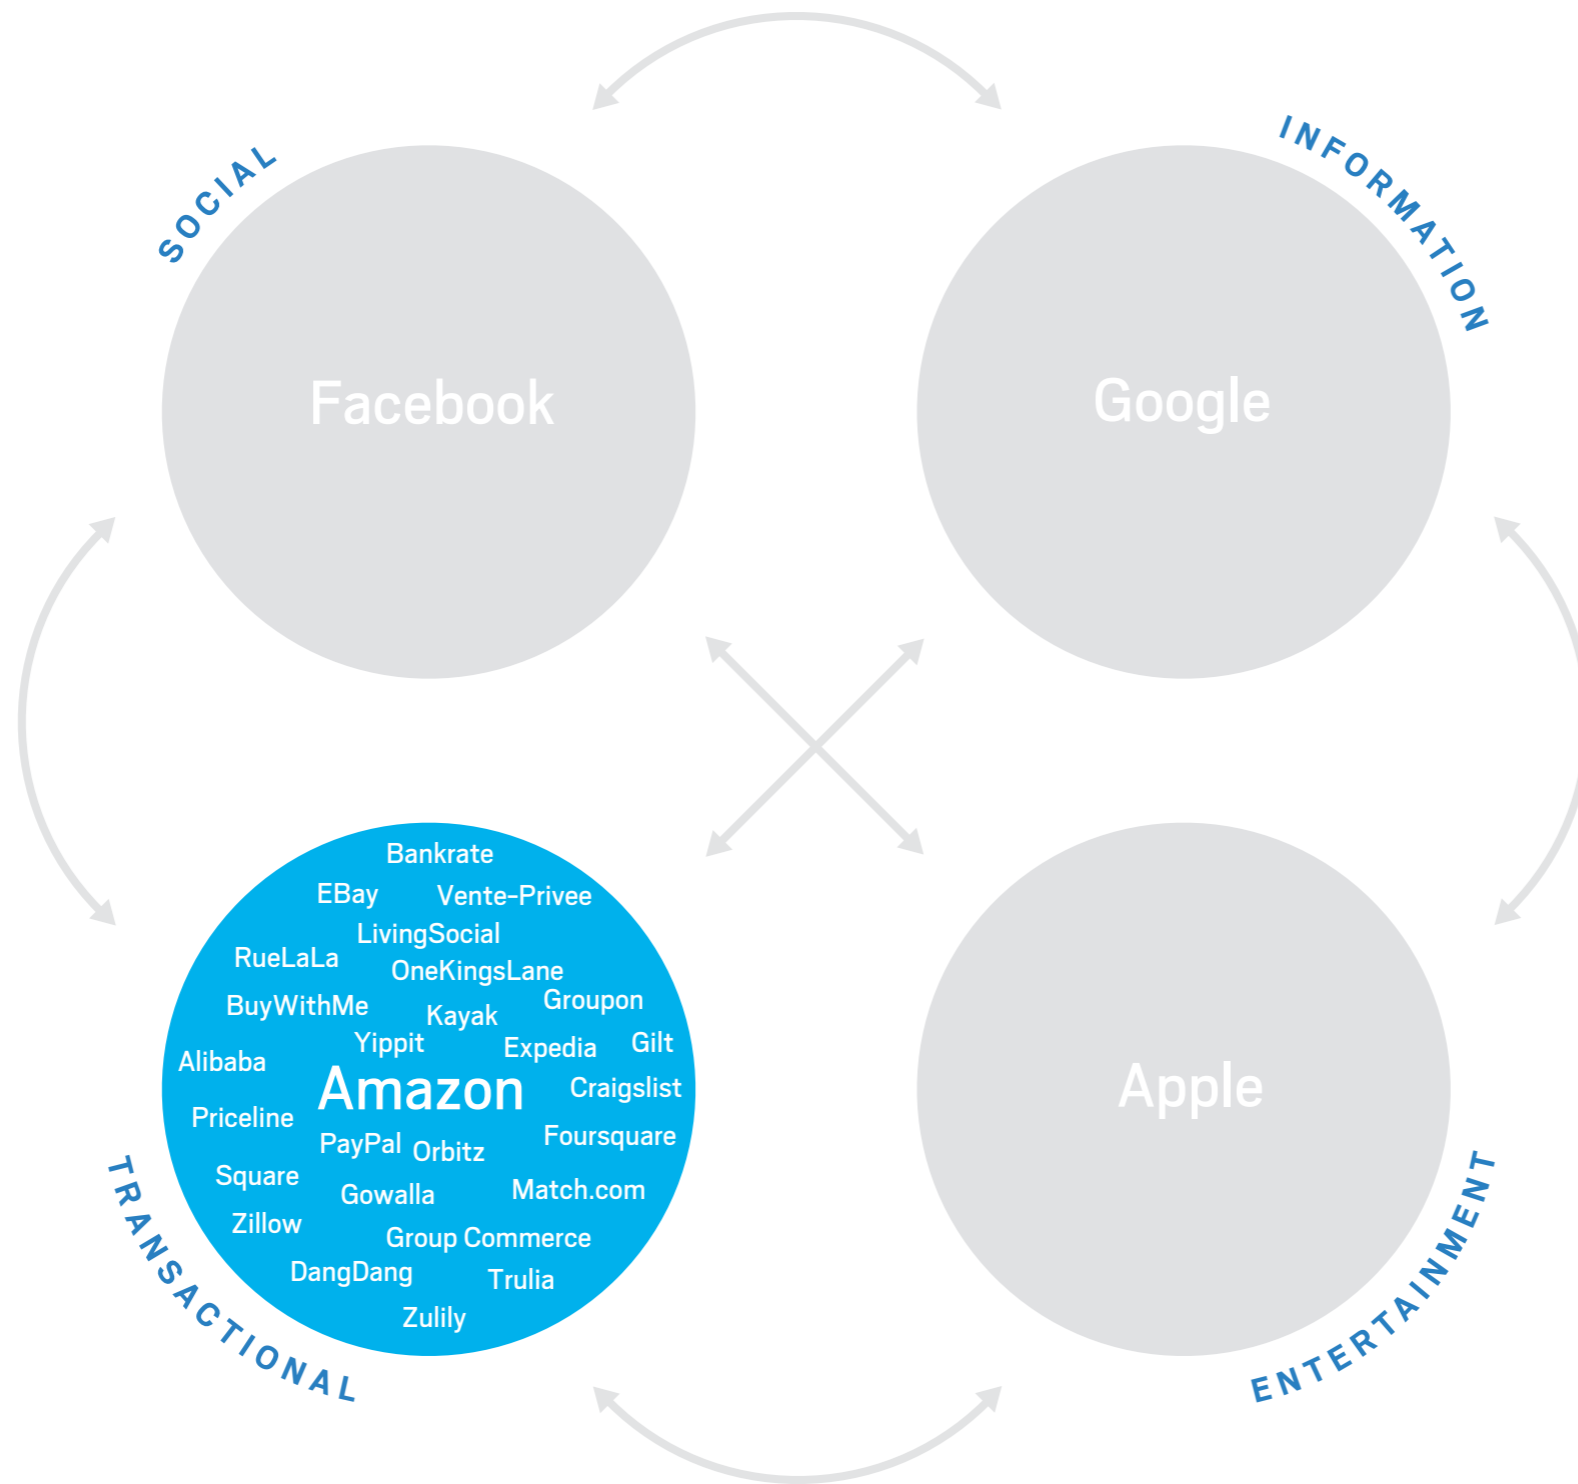 SOCIAL
INFORMATION
Facebook
Google
Bankrate
EBay
Vente-Privee
LivingSocial
RueLaLa
OneKingsLane
BuyWithMe
Kayak
Groupon
Yippit
Expedia
Gilt
Alibaba
Amazon
Craigslist
Priceline
PayPal
Orbitz
Foursquare
Square
Gowalla
Match.com
Zillow
Group Commerce
DangDang
Trulia
Zulily
Apple
TRANSACTIONAL
ENTERTAINMENT